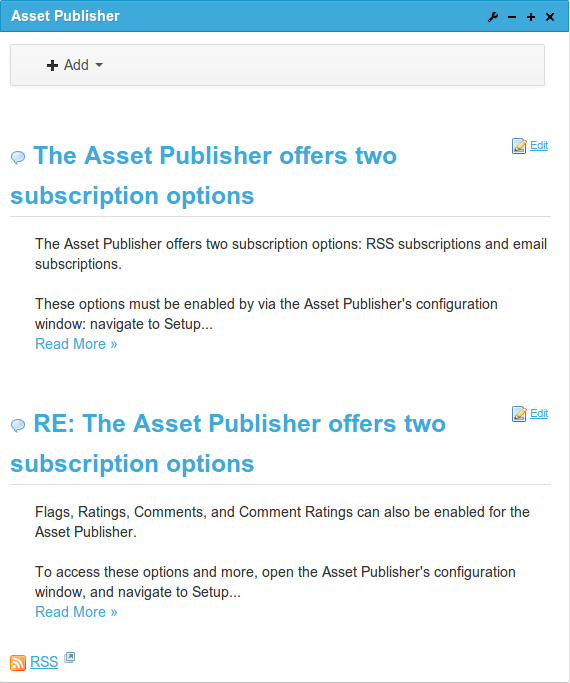 Asset Publisher
Add
The Asset Publisher offers two
subscription options
Edit
The Asset Publisher offers two subscription options: RSS subscriptions and email
subscriptions.
These options must be enabled by via the Asset Publisher's configuration
window: navigate to Setup...
Read More »
RE: The Asset Publisher offers two
subscription options
Edit
Flags, Ratings, Comments, and Comment Ratings can also be enabled for the
Asset Publisher.
To access these options and more, open the Asset Publisher's configuration
window, and navigate to Setup...
Read More »
RSS